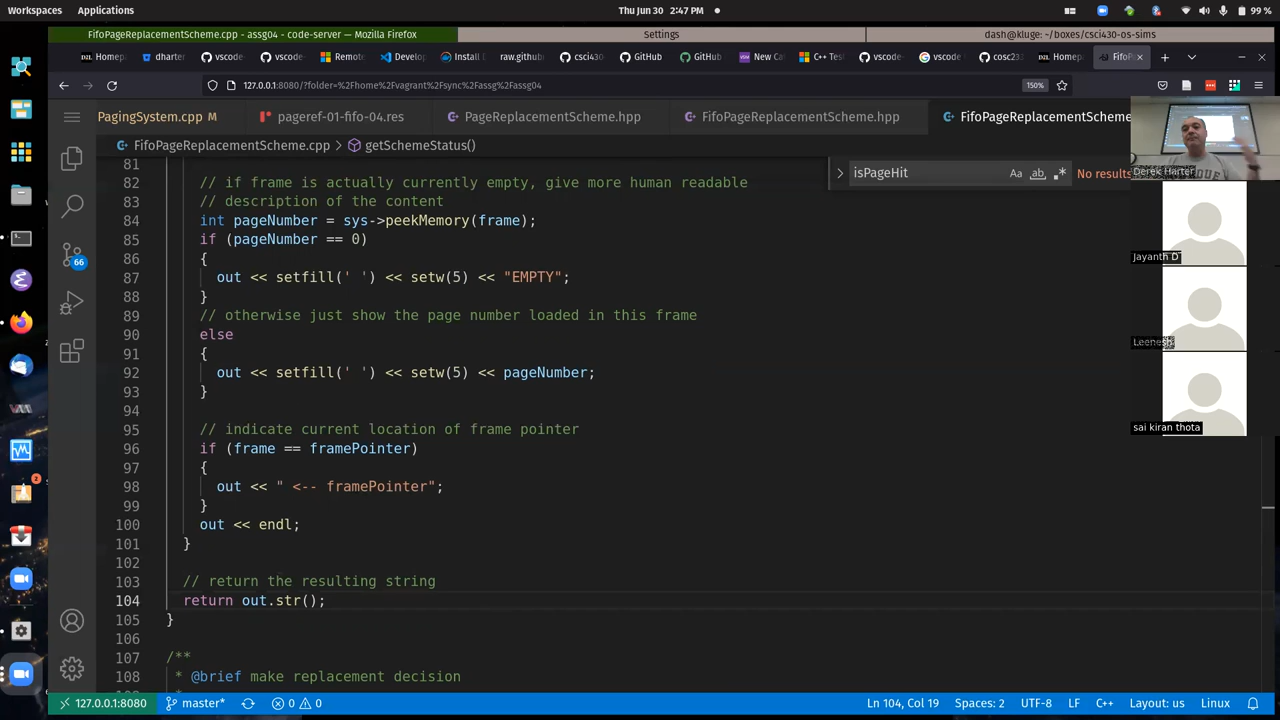 Workspaces Applications Thu Jun 30 2:47 PM 99 %
FifoPageReplacementScheme.cpp - assg04 - code-server — Mozilla Firefox Settings dash@kluge: ~/boxes/csci430-os-sims
Homep dharter vscode vscode Remote Develo Install raw.github csci430 GitHub GitHub New Ca C++ Test vscode vscode cosc23 Homep FifoP
127.0.0.1:8080/?folder=%2Fhome%2Fvagrant%2Fsync%2Fassg%2Fassg04 150%
PagingSystem.cpp M pageref-01-fifo-04.res PageReplacementScheme.hpp FifoPageReplacementScheme.hpp FifoPageReplacementScheme
FifoPageReplacementScheme.cpp > getSchemeStatus()
isPageHit Aa ab .* No results
81
82 // if frame is actually currently empty, give more human readable
83 // description of the content
84 int pageNumber = sys->peekMemory(frame);
85 if (pageNumber == 0)
86 {
87 out << setfill(' ') << setw(5) << "EMPTY";
88 }
89 // otherwise just show the page number loaded in this frame
90 else
91 {
92 out << setfill(' ') << setw(5) << pageNumber;
93 }
94
95 // indicate current location of frame pointer
96 if (frame == framePointer)
97 {
98 out << " <-- framePointer";
99 }
100 out << endl;
101 }
102
103 // return the resulting string
104 return out.str();
105 }
106
107 /**
108 * @brief make replacement decision
66
2
Derek Harter
Jayanth D
Leenesh
sai kiran thota
127.0.0.1:8080 master* 0 0 Ln 104, Col 19 Spaces: 2 UTF-8 LF C++ Layout: us Linux